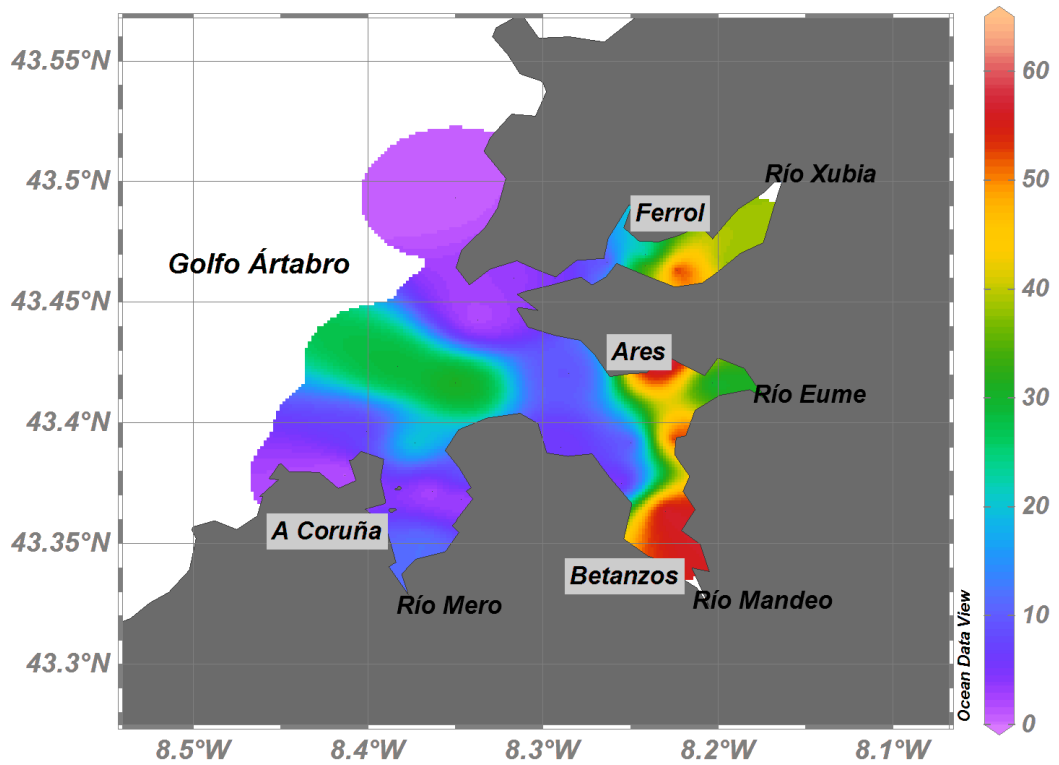 43.55°N
43.5°N
43.45°N
43.4°N
43.35°N
43.3°N
8.5°W
8.4°W
8.3°W
8.2°W
8.1°W
Río Xubia
Ferrol
Golfo Ártabro
Ares
Río Eume
A Coruña
Betanzos
Río Mero
Río Mandeo
Ocean Data View
60
50
40
30
20
10
0